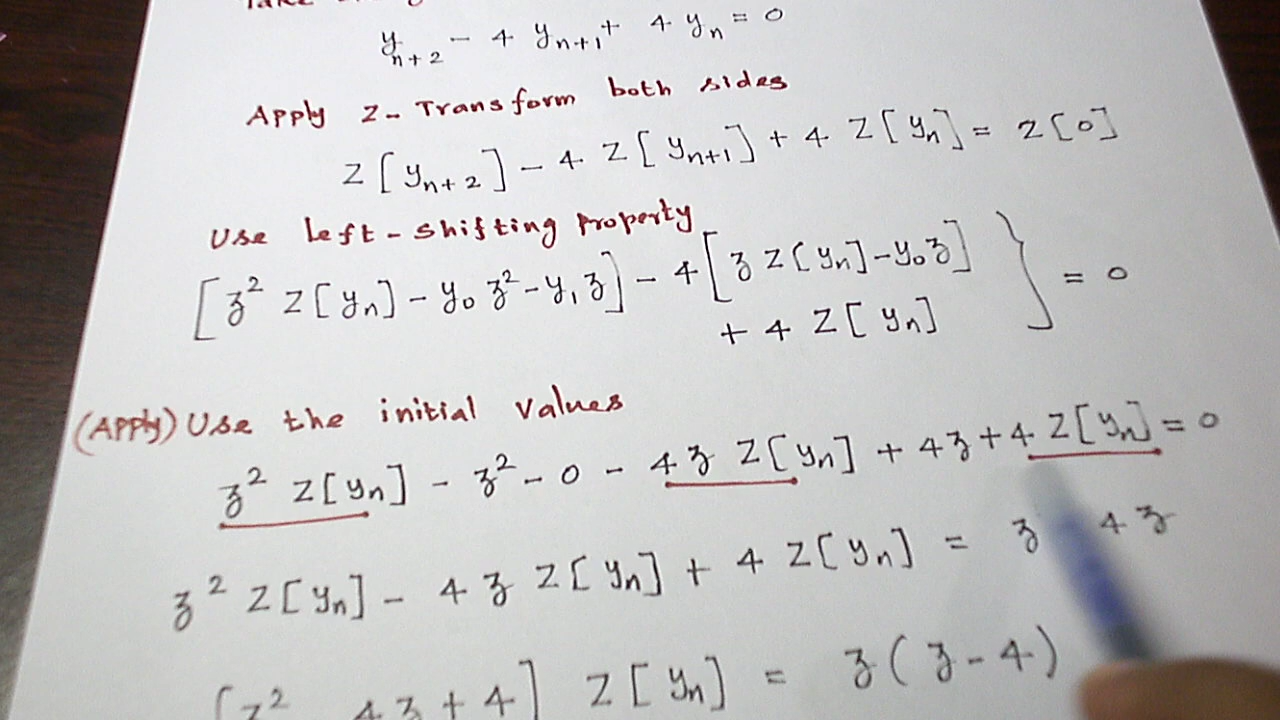 y_{n+2} - 4 y_{n+1} + 4 y_n = 0
Apply Z-Transform both sides
Z[y_{n+2}] - 4 Z[y_{n+1}] + 4 Z[y_n] = Z[0]
Use Left-shifting Property
[z² Z[y_n] - y₀ z² - y₁ z] - 4 [z Z[y_n] - y₀ z]
+ 4 Z[y_n] } = 0
(Apply) Use the initial values
z² Z[y_n] - z² - 0 - 4z Z[y_n] + 4z + 4 Z[y_n] = 0
z² Z[y_n] - 4z Z[y_n] + 4 Z[y_n] = z 4z
[z² 4z + 4] Z[y_n] = z(z - 4)